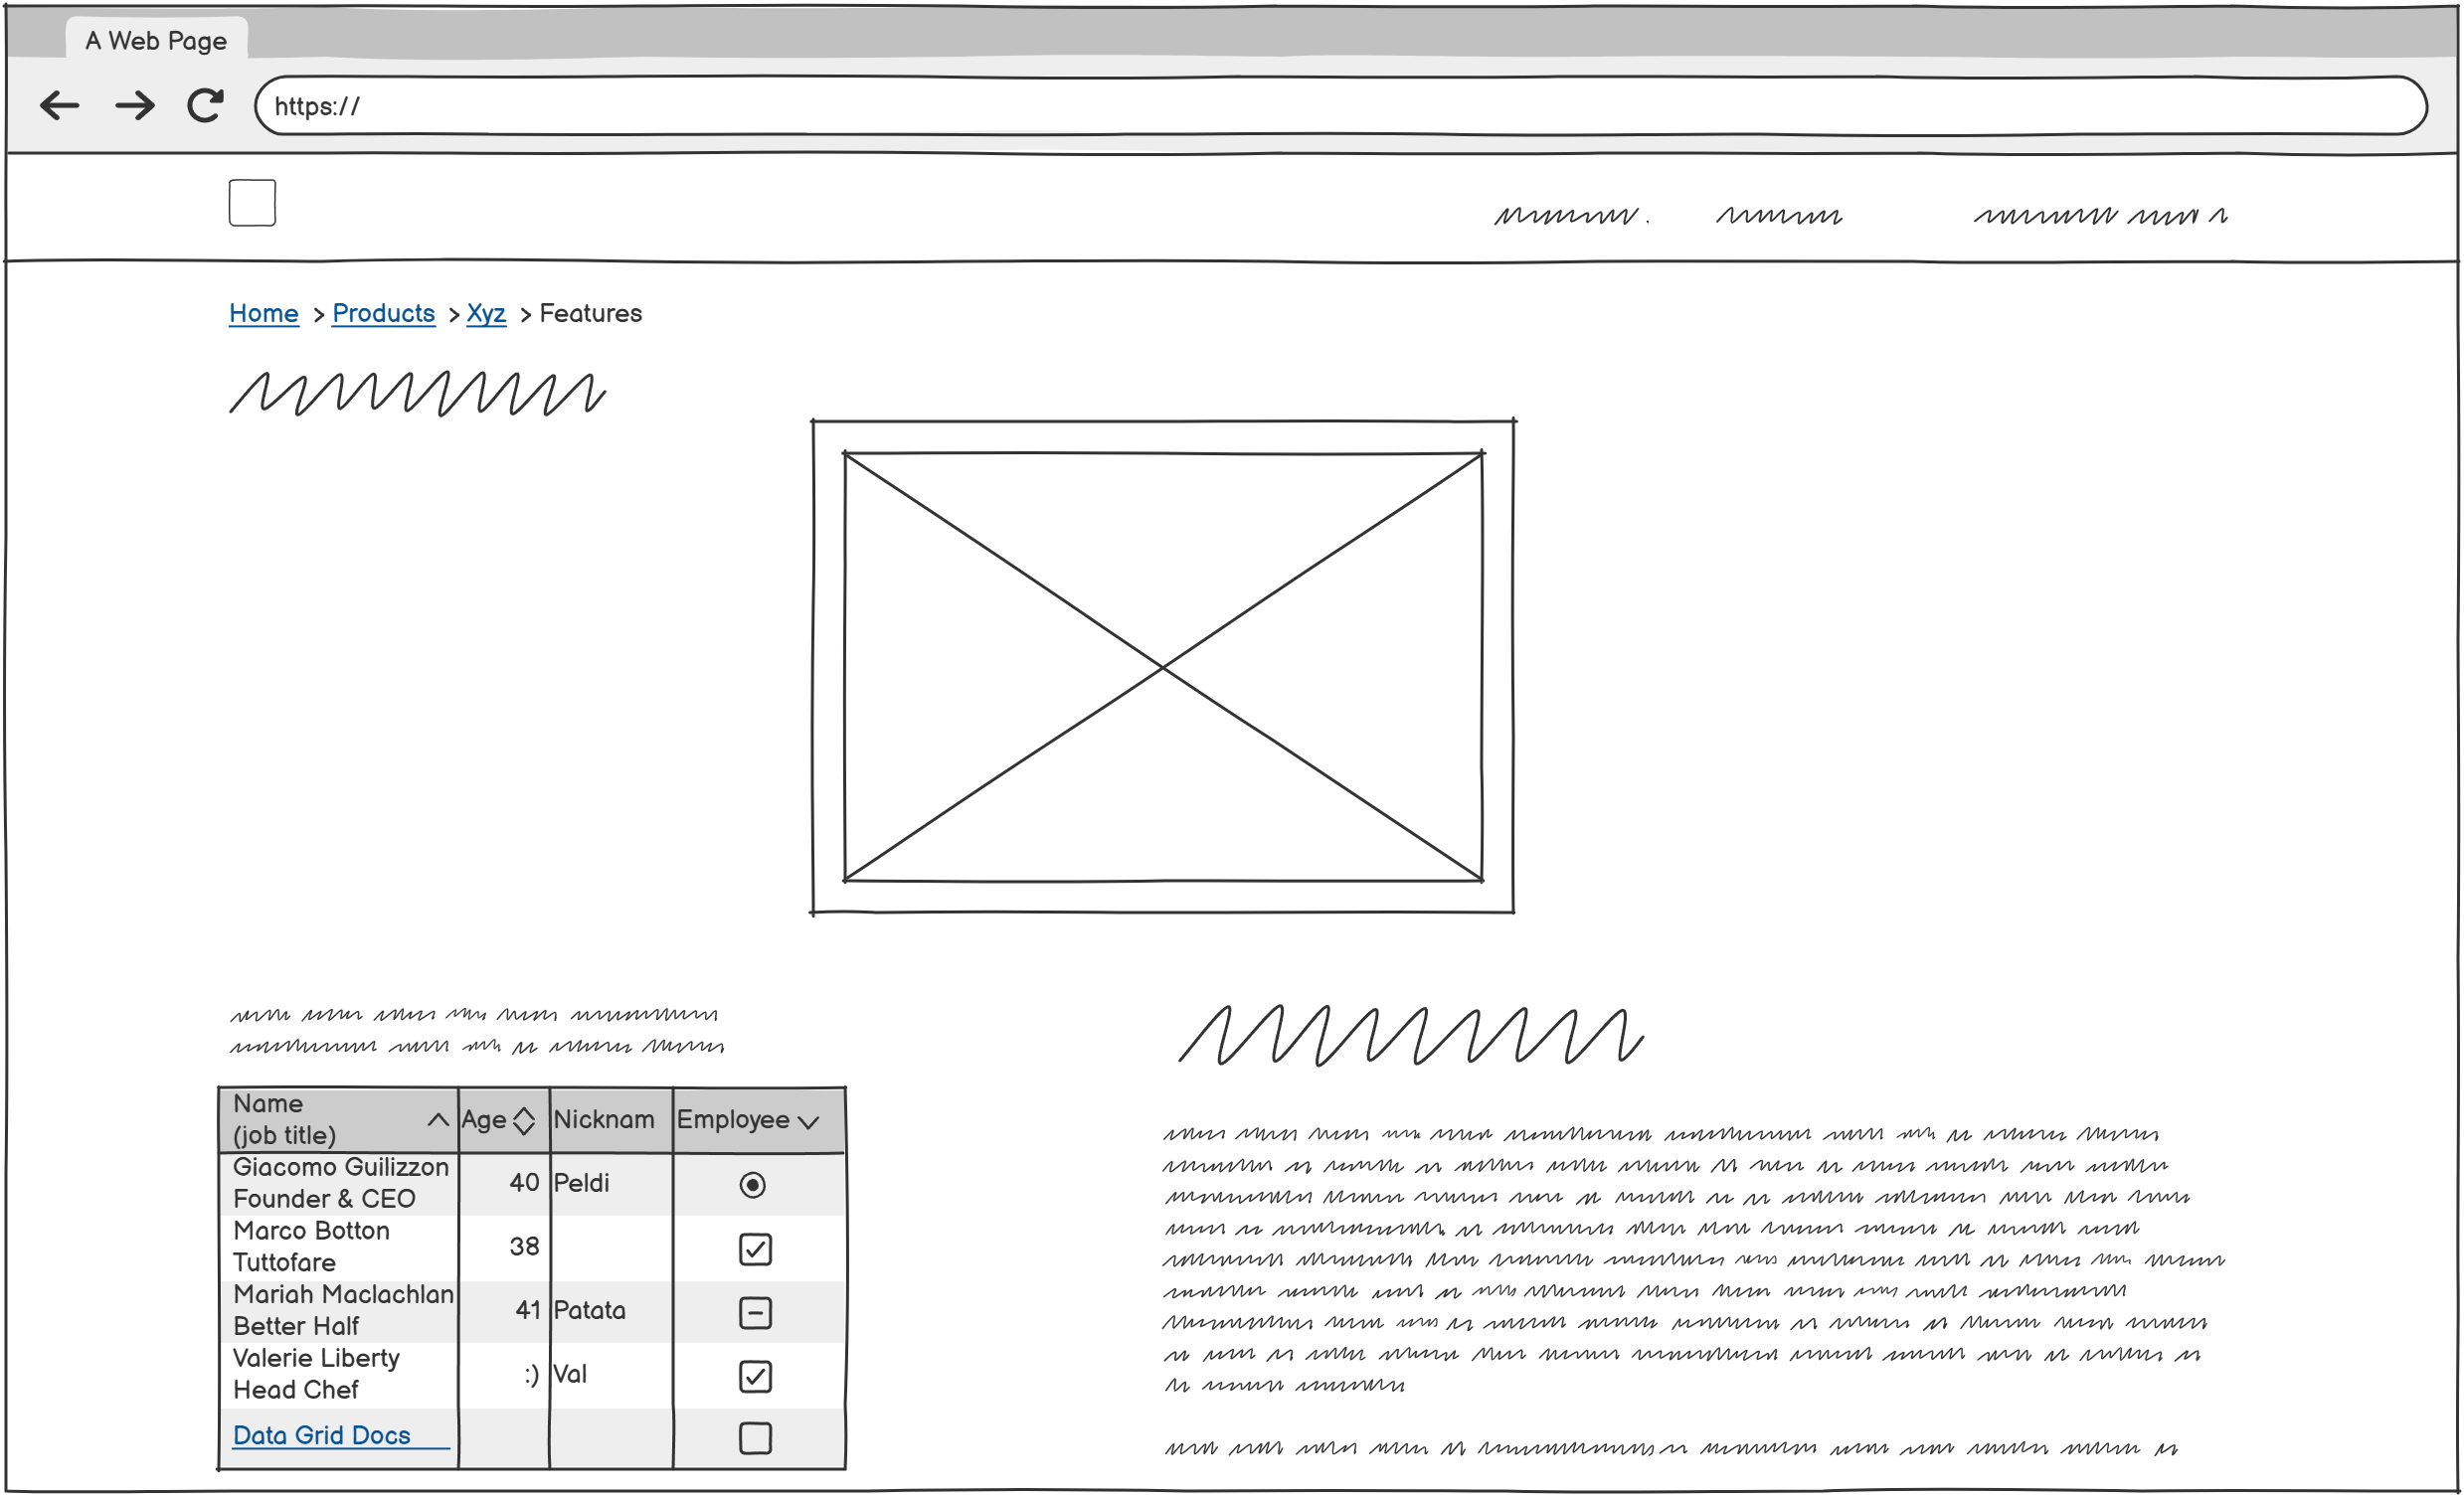 A Web Page
https://
Home > Products > Xyz > Features
Name
(job title)
Age
Nicknam
Employee
Giacomo Guilizzon
Founder & CEO
40
Peldi
Marco Botton
Tuttofare
38
Mariah Maclachlan
Better Half
41
Patata
Valerie Liberty
Head Chef
:)
Val
Data Grid Docs